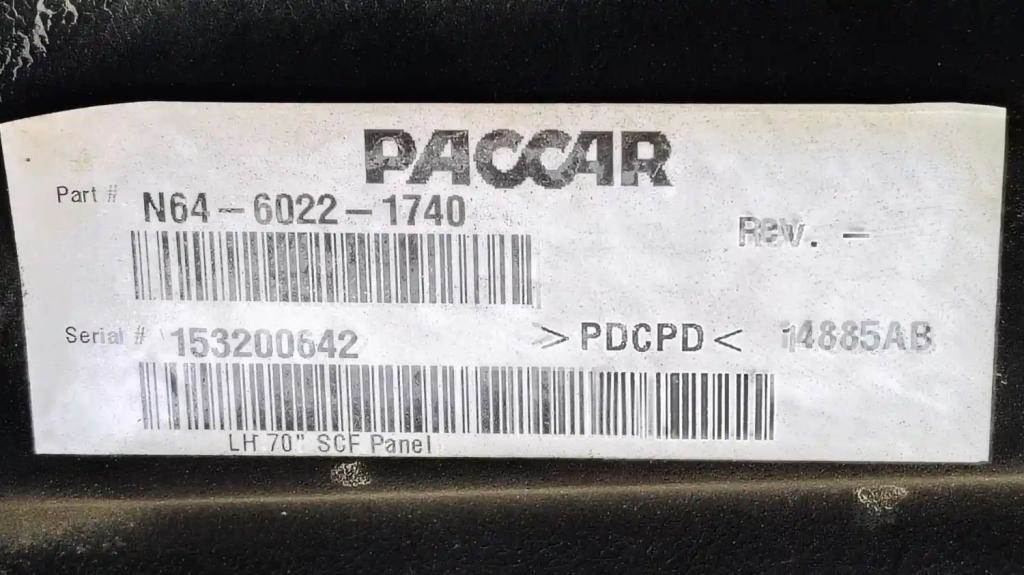 PACCAR
Part # N64-6022-1740
Rev. -
Serial # 153200642
>PDCPD< 14885AB
LH 70" SCF Panel